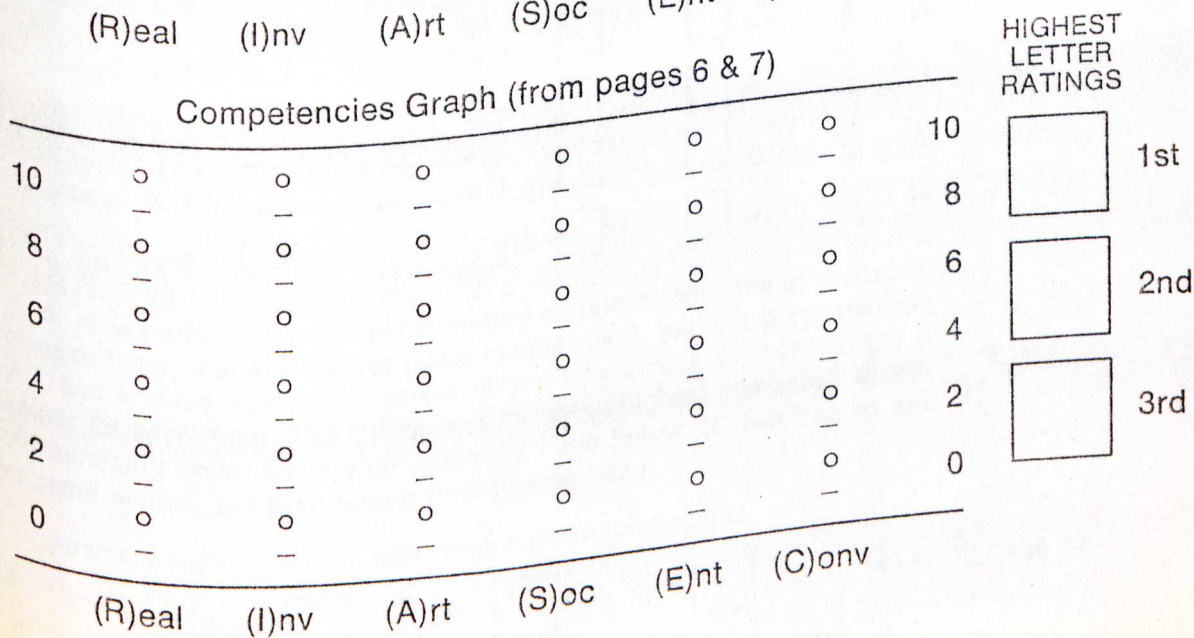 (R)eal (I)nv (A)rt (S)oc
HIGHEST
LETTER
RATINGS
Competencies Graph (from pages 6 & 7)
10 10 1st
8 8
6 6 2nd
4 4
2 2 3rd
0 0
(R)eal (I)nv (A)rt (S)oc (E)nt (C)onv